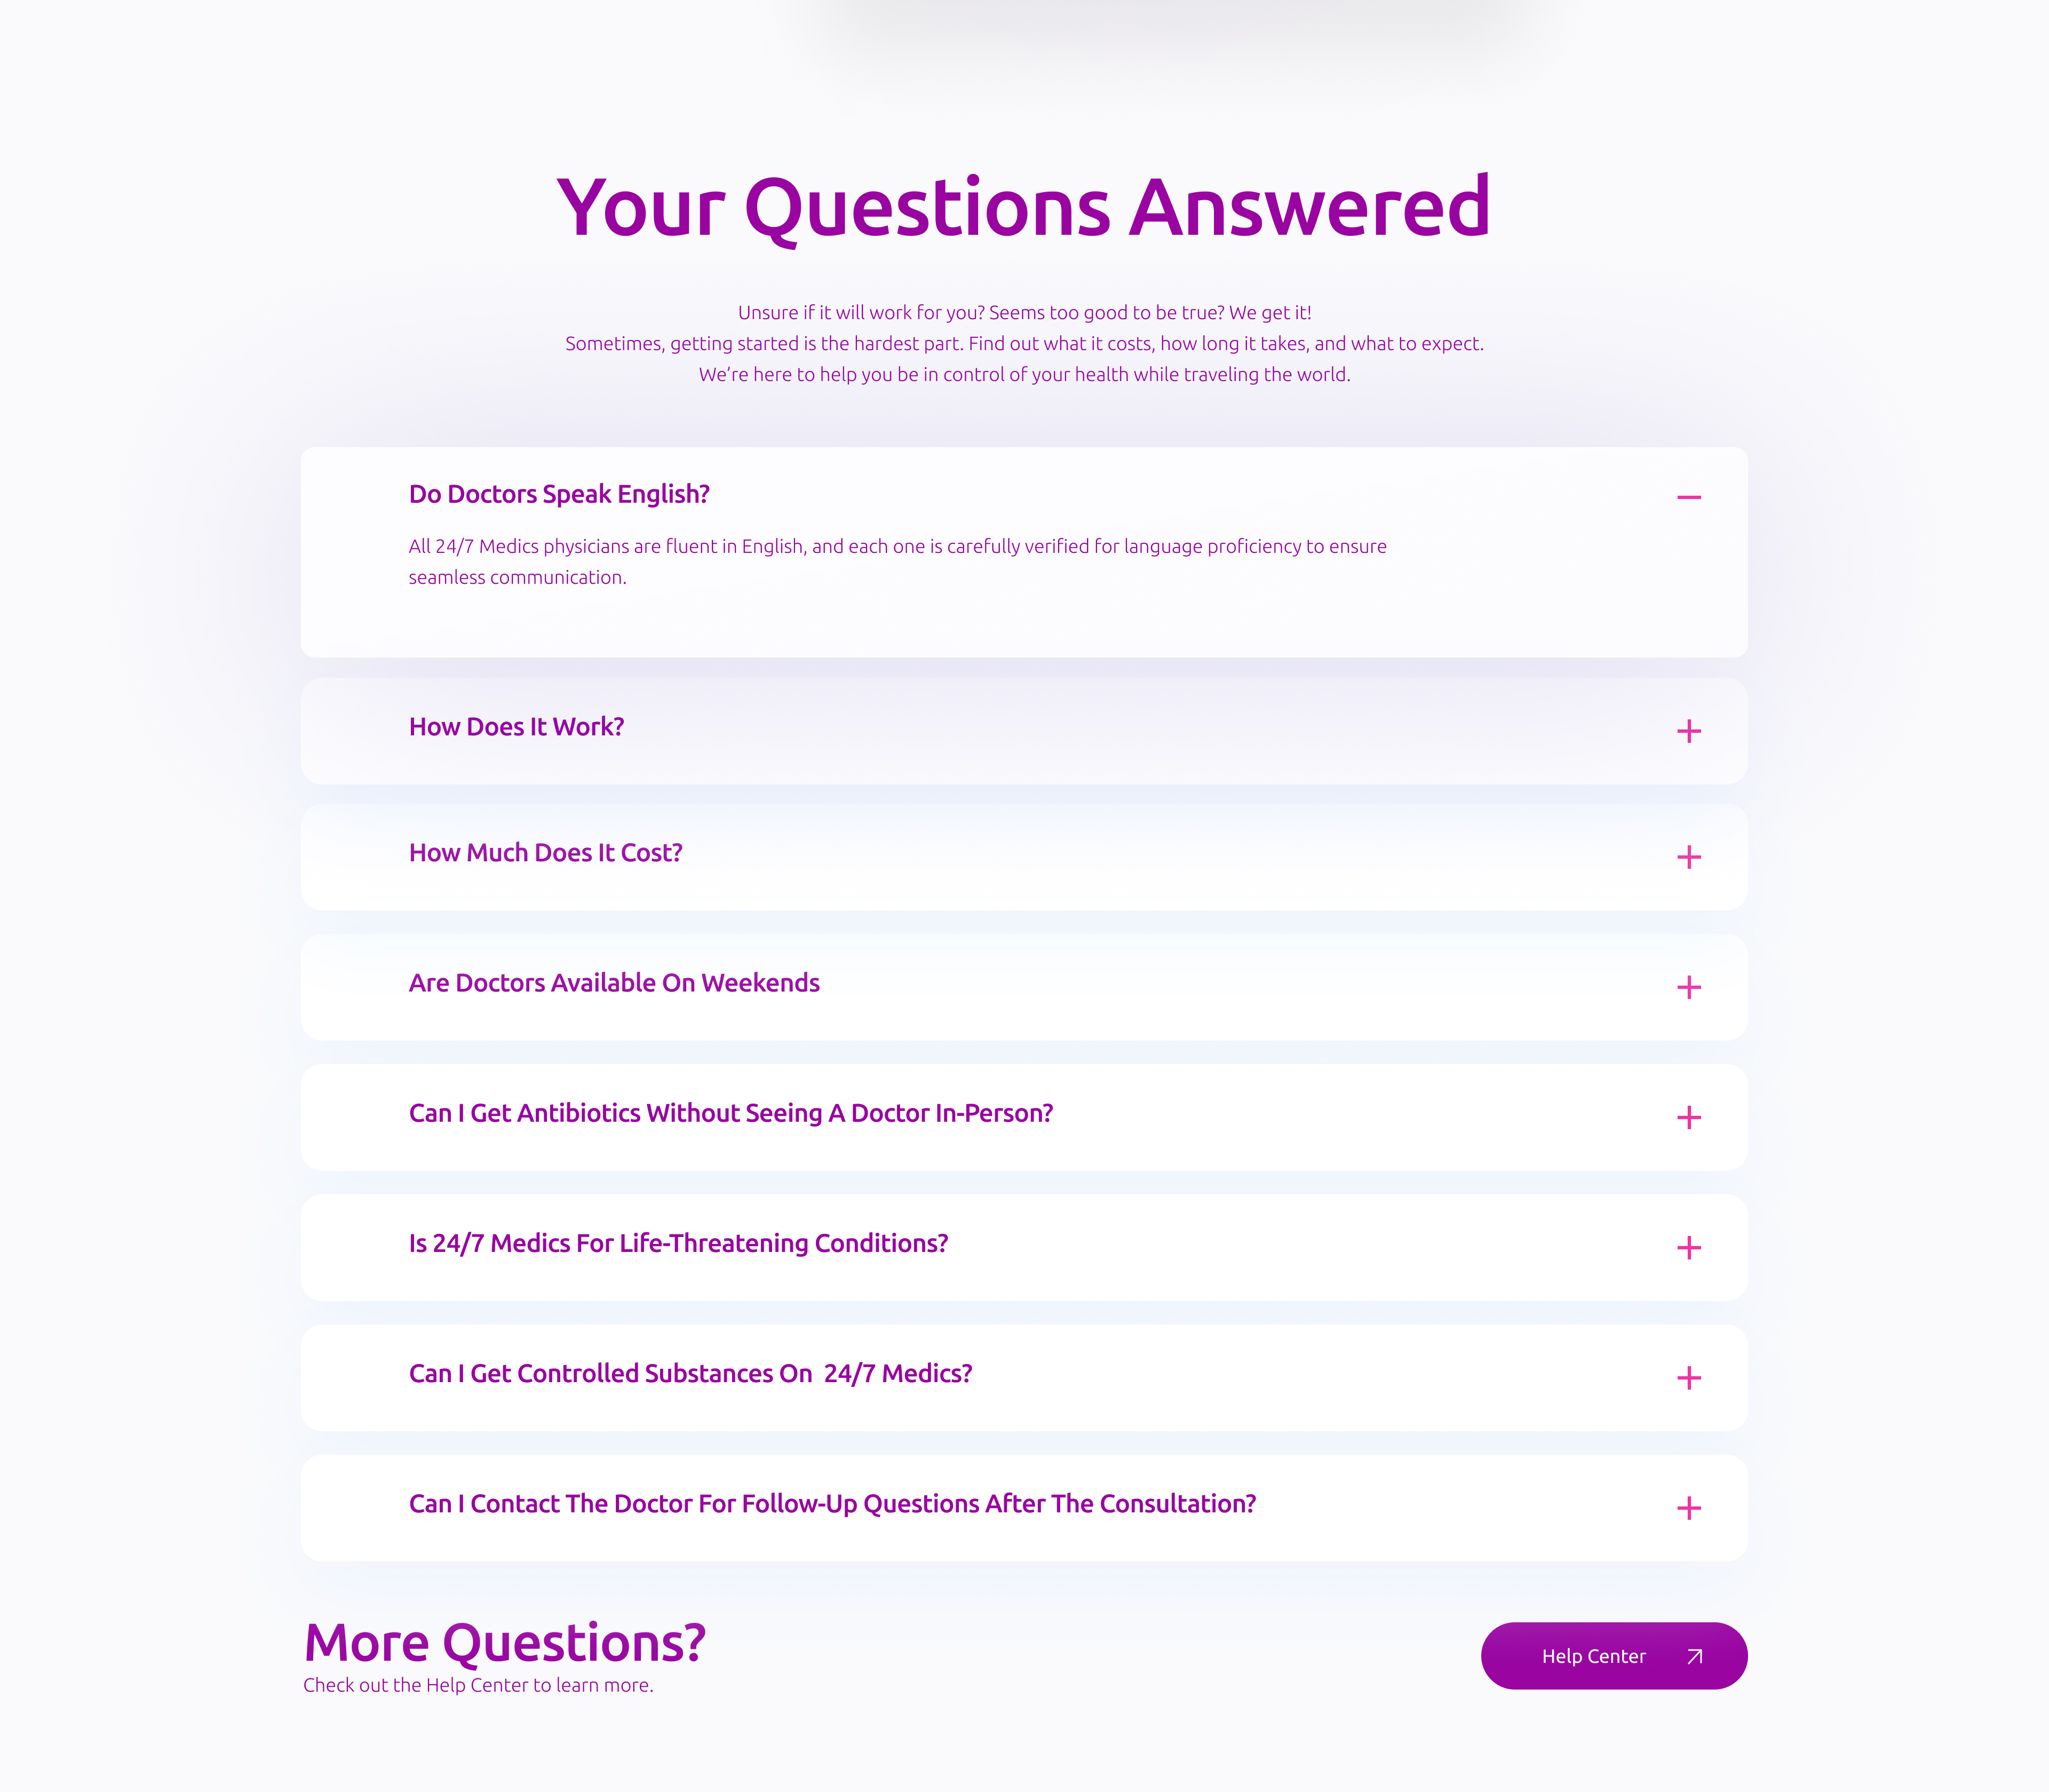 Your Questions Answered
Unsure if it will work for you? Seems too good to be true? We get it!
Sometimes, getting started is the hardest part. Find out what it costs, how long it takes, and what to expect.
We’re here to help you be in control of your health while traveling the world.
Do Doctors Speak English?
All 24/7 Medics physicians are fluent in English, and each one is carefully verified for language proficiency to ensure
seamless communication.
How Does It Work?
How Much Does It Cost?
Are Doctors Available On Weekends
Can I Get Antibiotics Without Seeing A Doctor In-Person?
Is 24/7 Medics For Life-Threatening Conditions?
Can I Get Controlled Substances On  24/7 Medics?
Can I Contact The Doctor For Follow-Up Questions After The Consultation?
More Questions?
Check out the Help Center to learn more.
Help Center